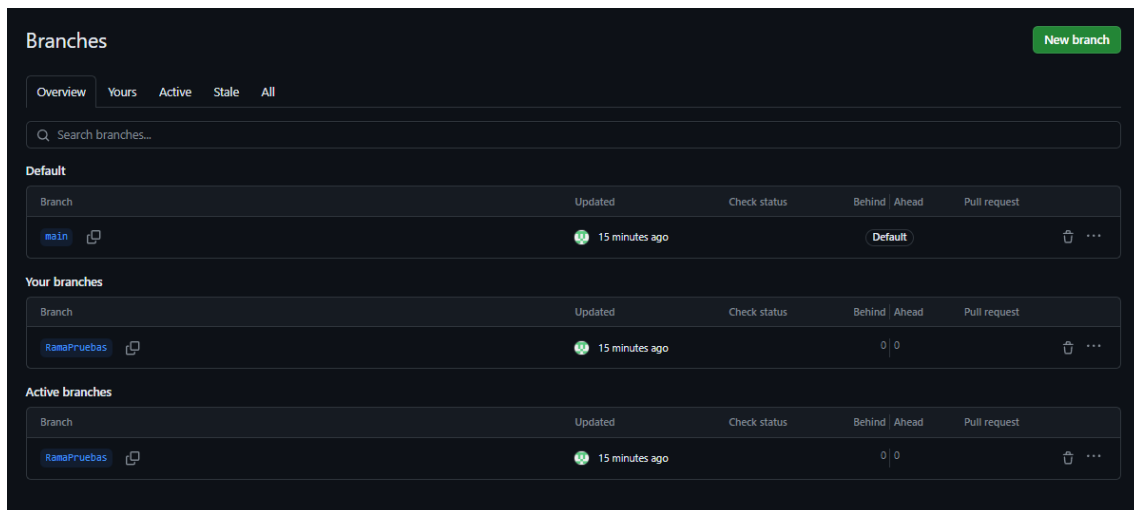 Branches
New branch
Overview Yours Active Stale All
Search branches...
Default
Branch Updated Check status Behind Ahead Pull request
main 15 minutes ago Default
Your branches
Branch Updated Check status Behind Ahead Pull request
RamaPruebas 15 minutes ago 0 0
Active branches
Branch Updated Check status Behind Ahead Pull request
RamaPruebas 15 minutes ago 0 0